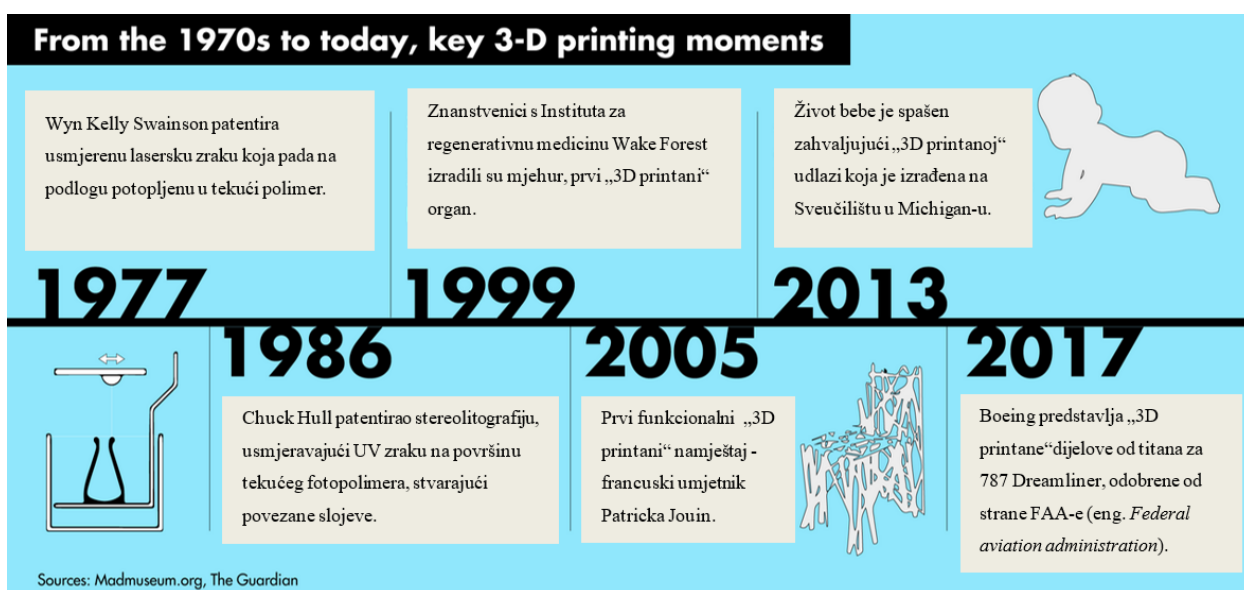 From the 1970s to today, key 3-D printing moments
Wyn Kelly Swainson patentira
usmjerenu lasersku zraku koja pada na
podlogu potopljenu u tekući polimer.
1977
Chuck Hull patentirao stereolitografiju,
usmjeravajući UV zraku na površinu
tekućeg fotopolimera, stvarajući
povezane slojeve.
1986
Znanstvenici s Instituta za
regenerativnu medicinu Wake Forest
izradili su mjehur, prvi „3D printani“
organ.
1999
2005
Prvi funkcionalni „3D
printani“ namještaj -
francuski umjetnik
Patricka Jouin.
Život bebe je spašen
zahvaljujući „3D printanoj“
udlazi koja je izrađena na
Sveučilištu u Michigan-u.
2013
2017
Boeing predstavlja „3D
printane“dijelove od titana za
787 Dreamliner, odobrene od
strane FAA-e (eng. Federal
aviation administration).
Sources: Madmuseum.org, The Guardian